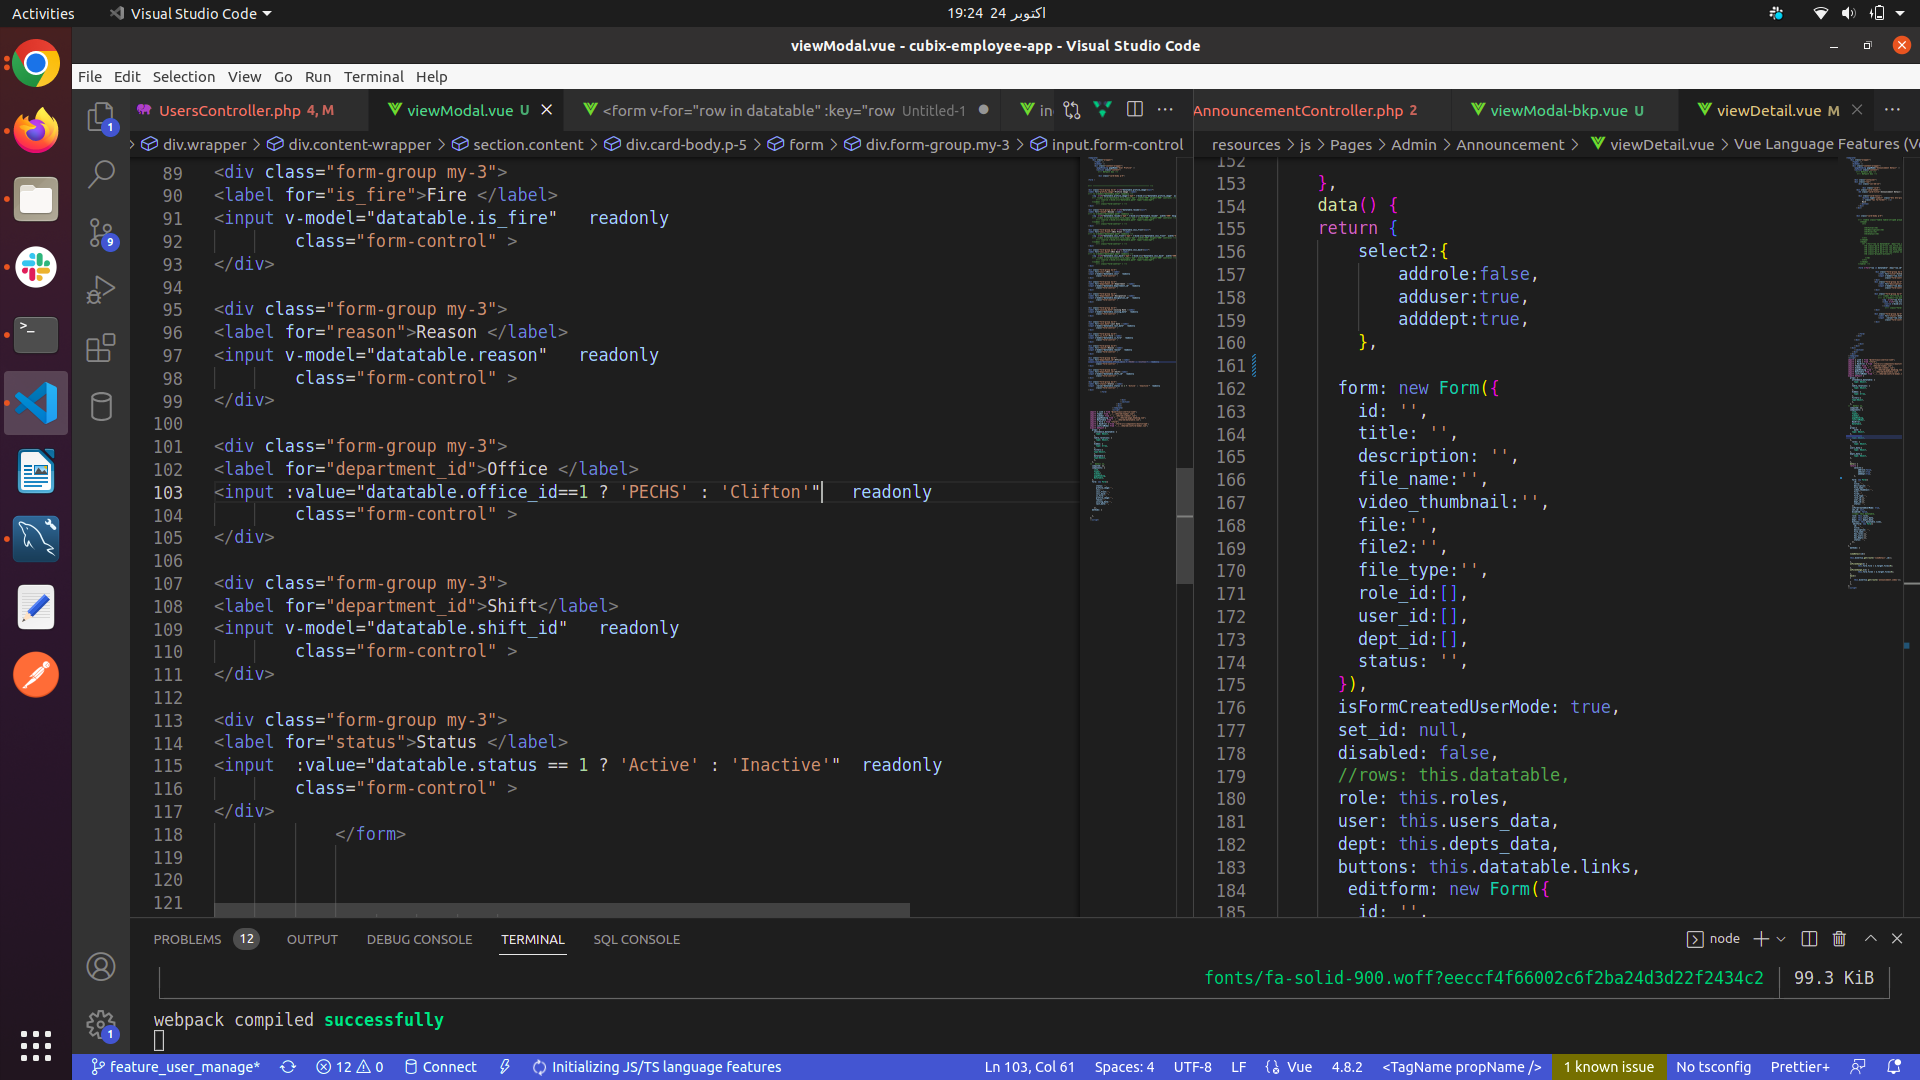 Activities
Visual Studio Code
19:24 24 اکتوبر
viewModal.vue - cubix-employee-app - Visual Studio Code
File Edit Selection View Go Run Terminal Help
UsersController.php 4, M
viewModal.vue U
<form v-for="row in datatable" :key="row Untitled-1
in
AnnouncementController.php 2
viewModal-bkp.vue U
viewDetail.vue M
div.wrapper > div.content-wrapper > section.content > div.card-body.p-5 > form > div.form-group.my-3 > input.form-control
resources > js > Pages > Admin > Announcement > viewDetail.vue > Vue Language Features (V
89 <div class="form-group my-3">
90 <label for="is_fire">Fire </label>
91 <input v-model="datatable.is_fire" readonly
92 class="form-control" >
93 </div>
94
95 <div class="form-group my-3">
96 <label for="reason">Reason </label>
97 <input v-model="datatable.reason" readonly
98 class="form-control" >
99 </div>
100
101 <div class="form-group my-3">
102 <label for="department_id">Office </label>
103 <input :value="datatable.office_id==1 ? 'PECHS' : 'Clifton'" readonly
104 class="form-control" >
105 </div>
106
107 <div class="form-group my-3">
108 <label for="department_id">Shift</label>
109 <input v-model="datatable.shift_id" readonly
110 class="form-control" >
111 </div>
112
113 <div class="form-group my-3">
114 <label for="status">Status </label>
115 <input :value="datatable.status == 1 ? 'Active' : 'Inactive'" readonly
116 class="form-control" >
117 </div>
118 </form>
119
120
121
152
153 },
154 data() {
155 return {
156 select2:{
157 addrole:false,
158 adduser:true,
159 adddept:true,
160 },
161
162 form: new Form({
163 id: '',
164 title: '',
165 description: '',
166 file_name:'',
167 video_thumbnail:'',
168 file:'',
169 file2:'',
170 file_type:'',
171 role_id:[],
172 user_id:[],
173 dept_id:[],
174 status: '',
175 }),
176 isFormCreatedUserMode: true,
177 set_id: null,
178 disabled: false,
179 //rows: this.datatable,
180 role: this.roles,
181 user: this.users_data,
182 dept: this.depts_data,
183 buttons: this.datatable.links,
184 editform: new Form({
185 id: '',
PROBLEMS 12 OUTPUT DEBUG CONSOLE TERMINAL SQL CONSOLE
node
fonts/fa-solid-900.woff?eeccf4f66002c6f2ba24d3d22f2434c2 99.3 KiB
webpack compiled successfully
1
9
1
feature_user_manage* 12 0 Connect Initializing JS/TS language features
Ln 103, Col 61 Spaces: 4 UTF-8 LF Vue 4.8.2 <TagName propName /> 1 known issue No tsconfig Prettier+